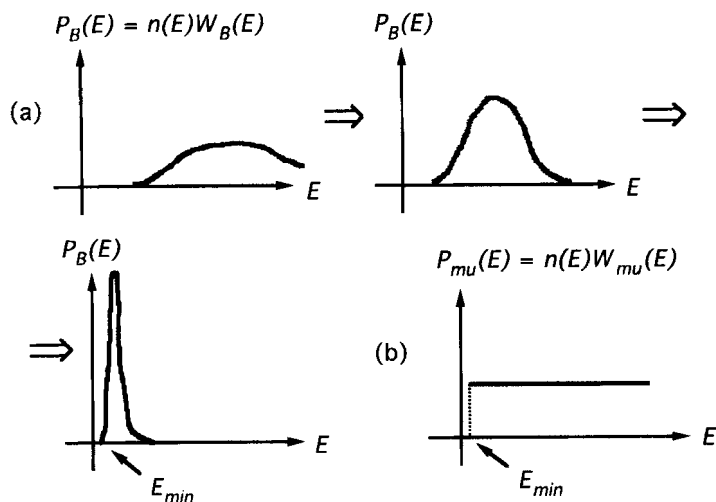 P_B(E) = n(E)W_B(E)
P_B(E)
(a)
E
E
P_B(E)
P_mu(E) = n(E)W_mu(E)
(b)
E
E
E_min
E_min